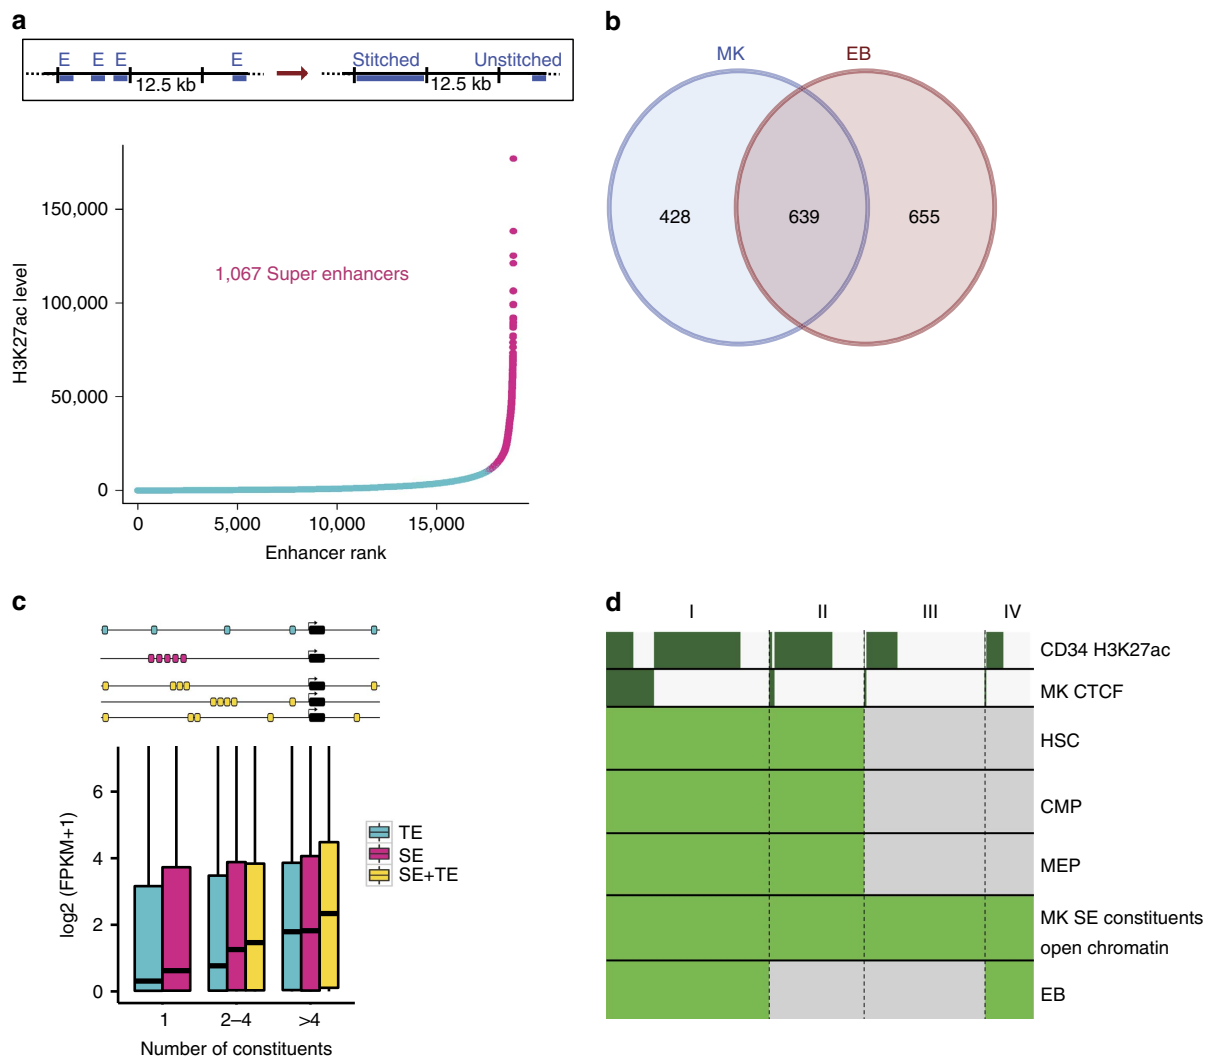 a
E E E E
12.5 kb
Stitched Unstitched
12.5 kb
H3K27ac level
150,000
100,000
50,000
0
1,067 Super enhancers
0 5,000 10,000 15,000
Enhancer rank
b
MK EB
428 639 655
c
log2 (FPKM+1)
6
4
2
0
TE
SE
SE+TE
1 2–4 >4
Number of constituents
d
I II III IV
CD34 H3K27ac
MK CTCF
HSC
CMP
MEP
MK SE constituents
open chromatin
EB